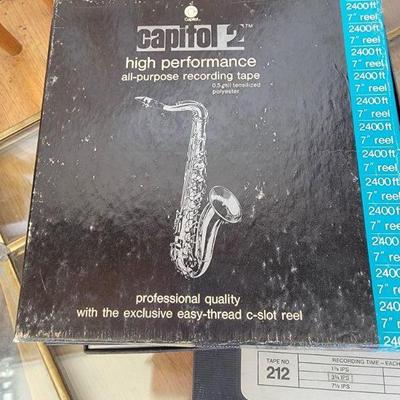 Capitol
capitol 2™
high performance
all-purpose recording tape
0.5 mil tensilized
polyester
professional quality
with the exclusive easy-thread c-slot reel
2400 ft
7" reel
2400 ft
7" reel
2400 ft
7" reel
2400 ft
7" reel
2400 ft
7" reel
2400 ft
7" reel
2400 ft
7" reel
2400 ft
7" reel
2400 ft
7" reel
2400 ft
7" reel
TAPE NO.
212
RECORDING TIME – EACH
1⅞ IPS
3¾ IPS
7½ IPS